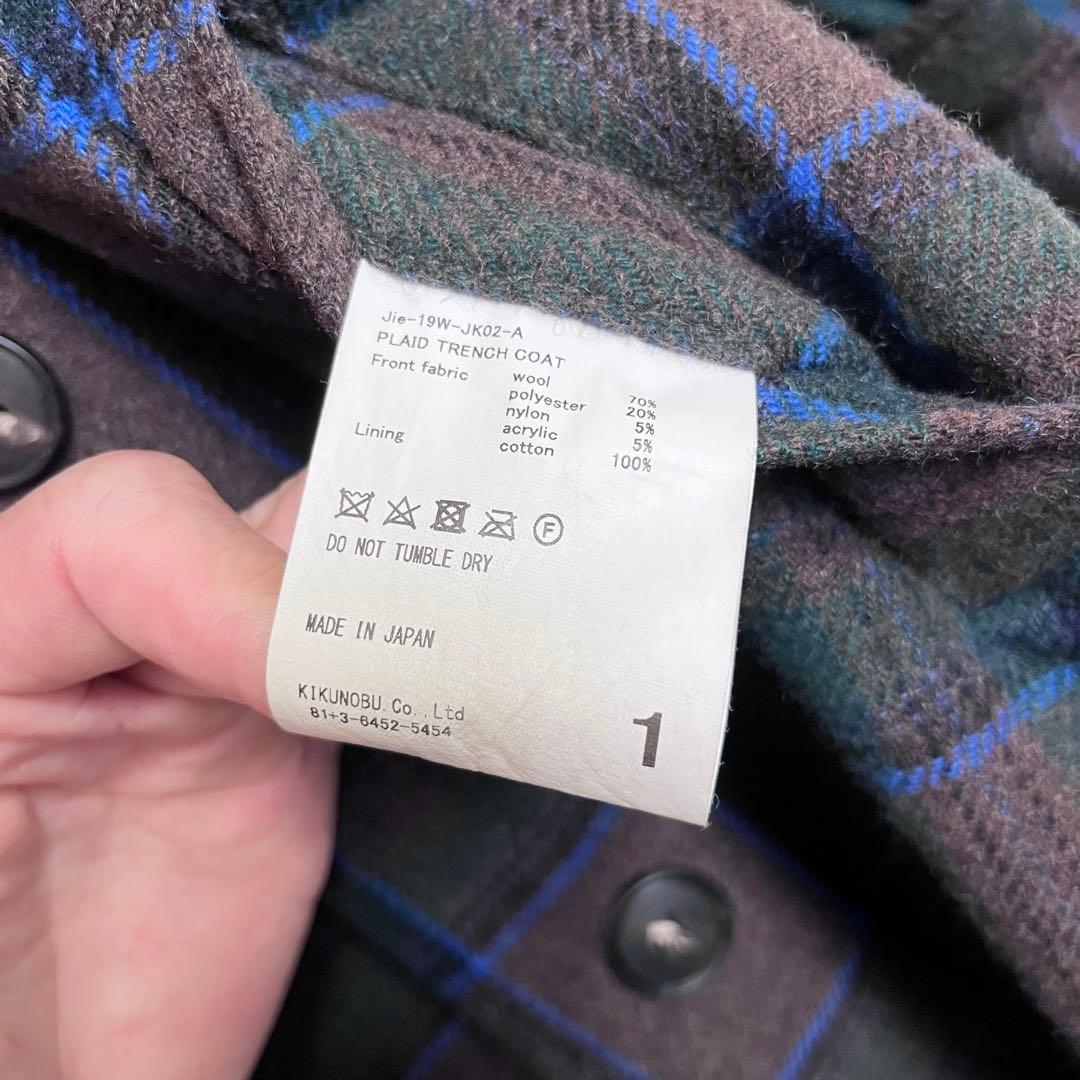 Jie-19W-JK02-A
PLAID TRENCH COAT
Front fabric wool 70%
polyester 20%
nylon 5%
acrylic 5%
Lining cotton 100%
F
DO NOT TUMBLE DRY
MADE IN JAPAN
KIKUNOBU. Co.,Ltd
81+3-6452-5454
1